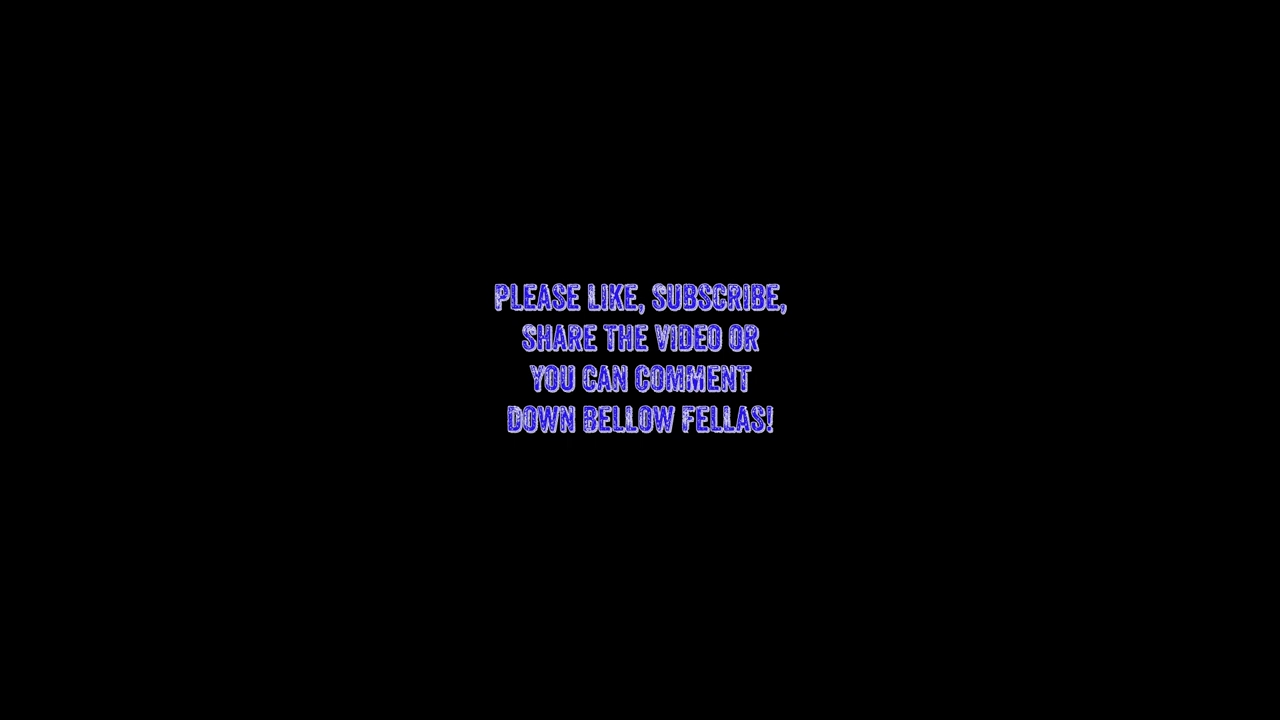 PLEASE LIKE, SUBSCRIBE,
SHARE THE VIDEO OR
YOU CAN COMMENT
DOWN BELLOW FELLAS!